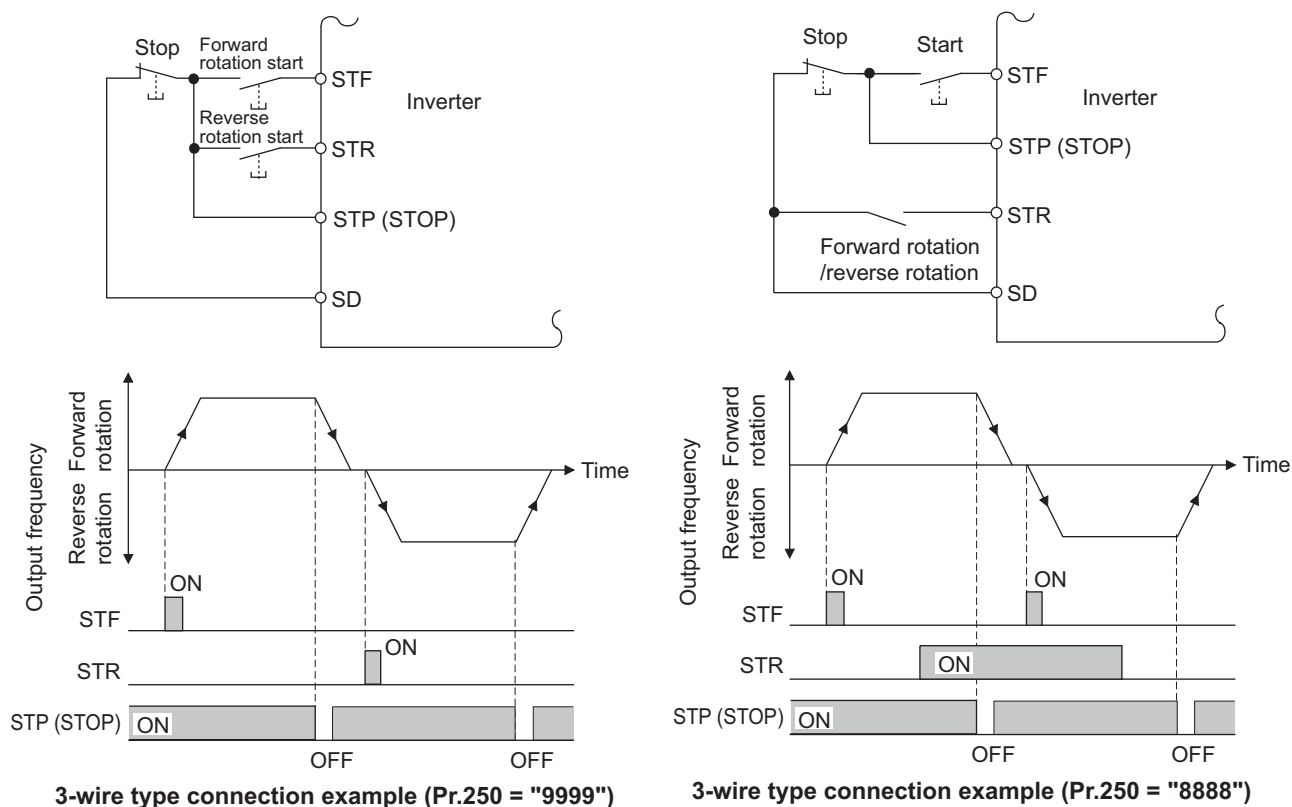 Stop
Forward
rotation start
STF
Inverter
Reverse
rotation start
STR
STP (STOP)
SD
Output frequency
Reverse Forward
rotation rotation
Time
ON
STF
ON
STR
STP (STOP)
ON
OFF
OFF
3-wire type connection example (Pr.250 = "9999")
Stop
Start
STF
Inverter
STP (STOP)
STR
Forward rotation
/reverse rotation
SD
Output frequency
Reverse Forward
rotation rotation
Time
ON
ON
STF
STR
ON
STP (STOP)
ON
OFF
OFF
3-wire type connection example (Pr.250 = "8888")